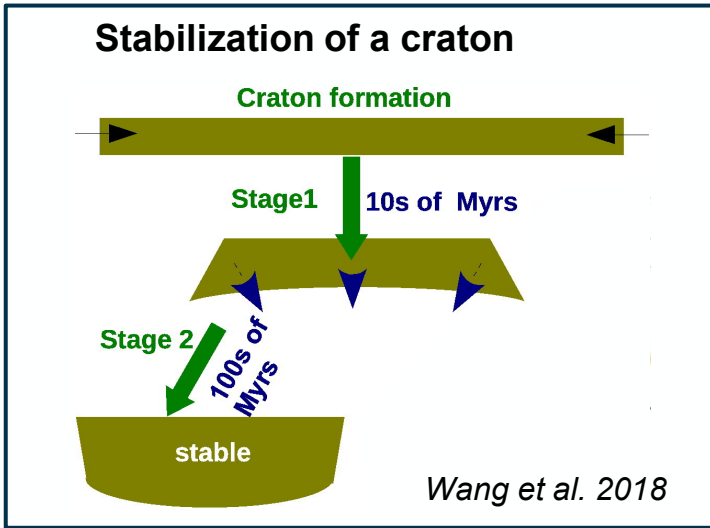 Stabilization of a craton
Craton formation
Stage1
10s of Myrs
Stage 2
100s of
Myrs
stable
Wang et al. 2018